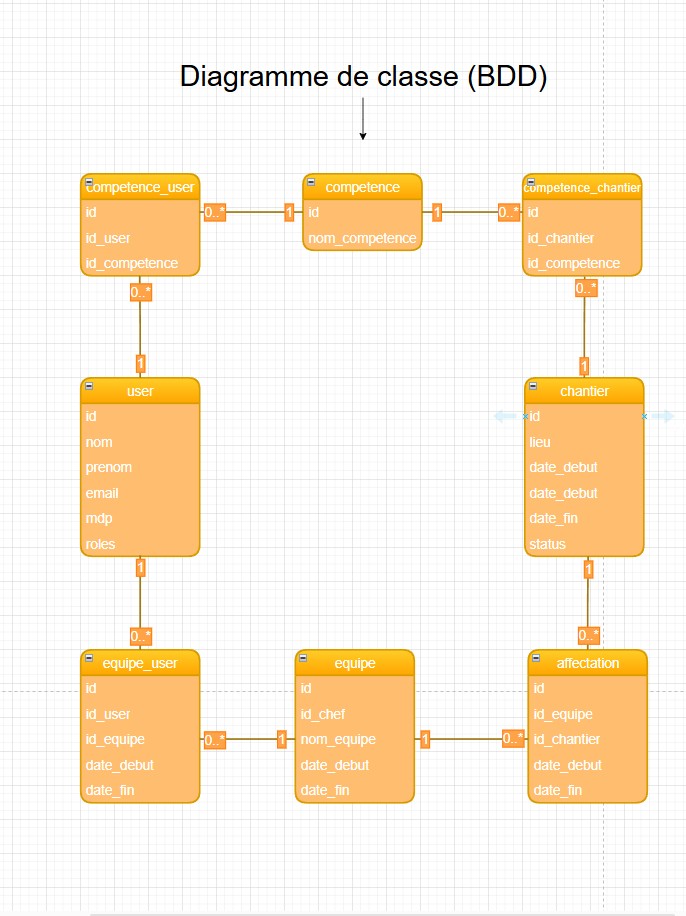 Diagramme de classe (BDD)
competence_user
id
id_user
id_competence
0..*
1
competence
id
nom_competence
1
0..*
competence_chantier
id
id_chantier
id_competence
0..*
1
0..*
1
user
id
nom
prenom
email
mdp
roles
chantier
id
lieu
date_debut
date_debut
date_fin
status
1
0..*
1
0..*
equipe_user
id
id_user
id_equipe
date_debut
date_fin
0..*
1
equipe
id
id_chef
nom_equipe
date_debut
date_fin
1
0..*
affectation
id
id_equipe
id_chantier
date_debut
date_fin